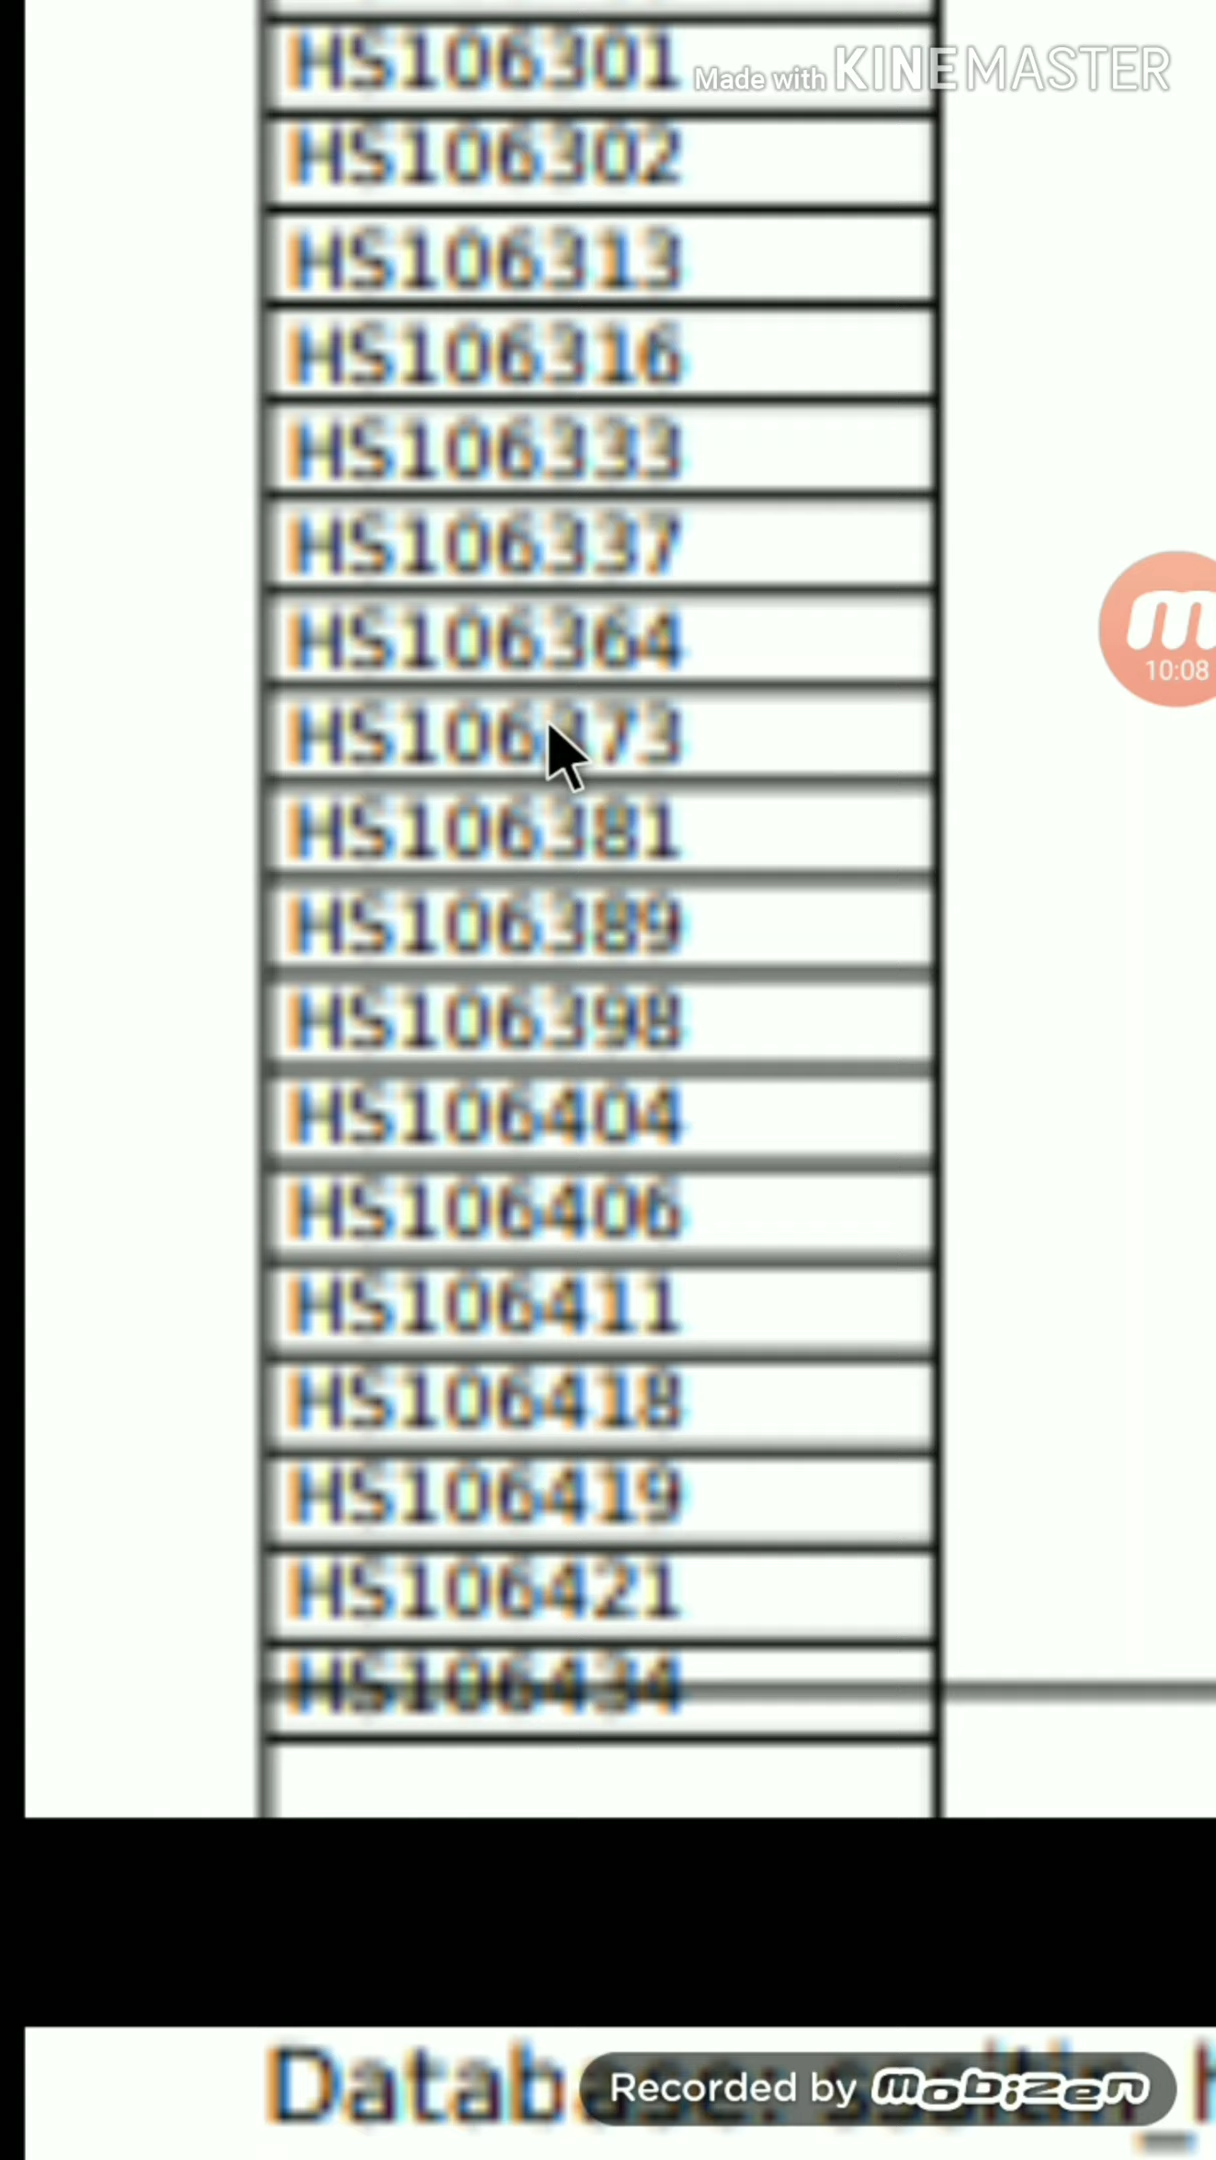 HS106301
Made with KINEMASTER
HS106302
HS106313
HS106316
HS106333
HS106337
HS106364
10:08
HS106373
HS106381
HS106389
HS106398
HS106404
HS106406
HS106411
HS106418
HS106419
HS106421
HS106434
Recorded by mobizen